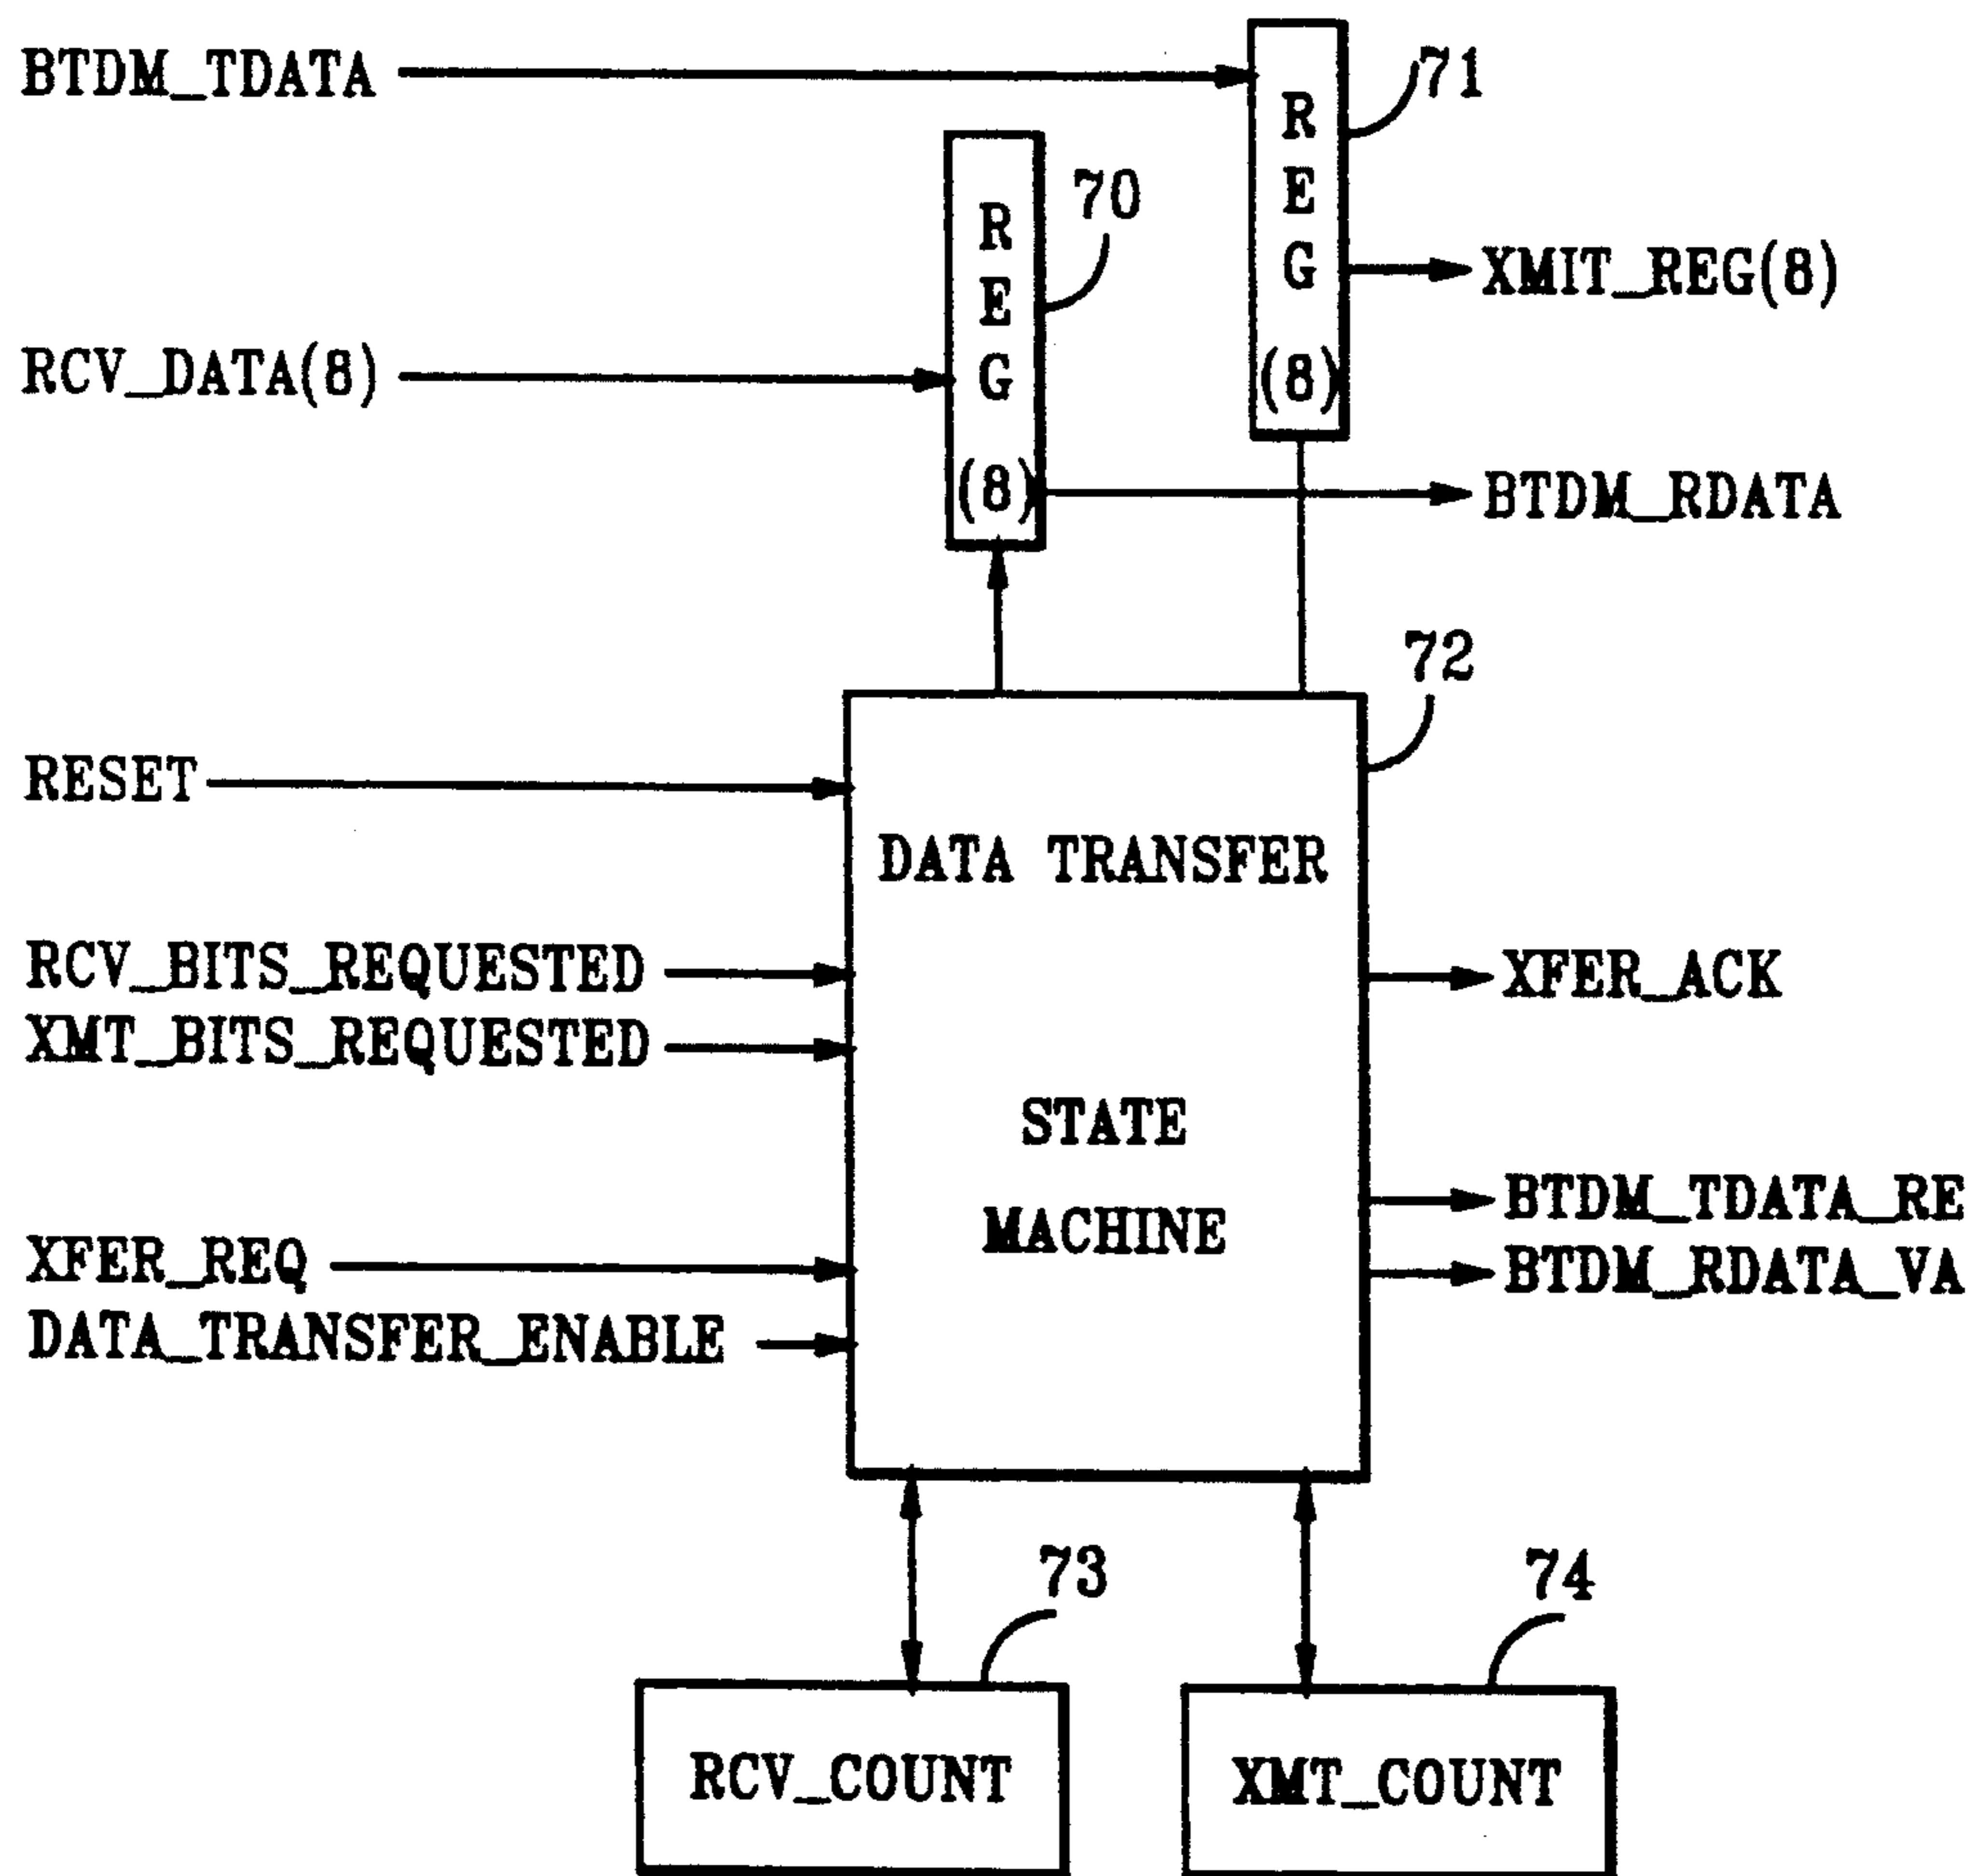 BTDM_TDATA
71
R
E
G
(8)
70
R
E
G
(8)
XMIT_REG(8)
RCV_DATA(8)
BTDM_RDATA
72
RESET
DATA TRANSFER
STATE
MACHINE
RCV_BITS_REQUESTED
XMT_BITS_REQUESTED
XFER_ACK
BTDM_TDATA_RE
BTDM_RDATA_VA
XFER_REQ
DATA_TRANSFER_ENABLE
73
74
RCV_COUNT
XMT_COUNT